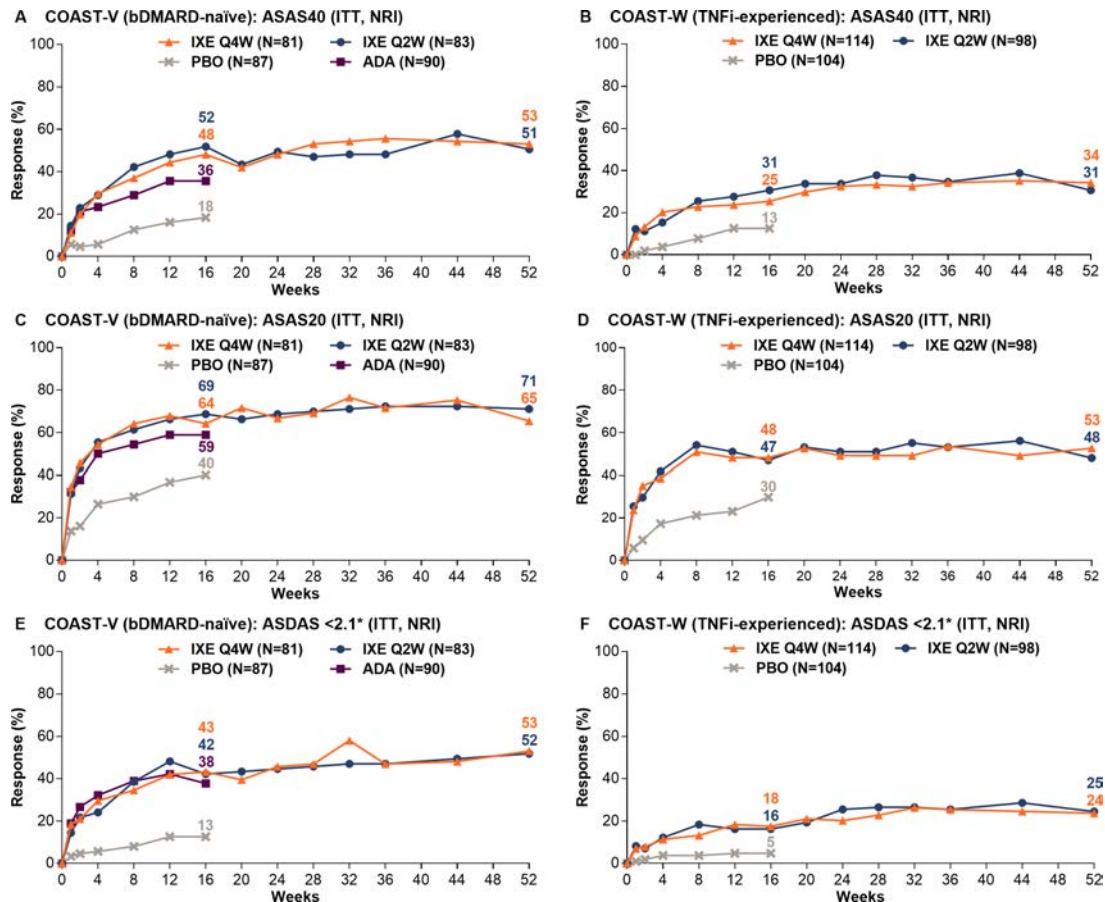 A COAST-V (bDMARD-naïve): ASAS40 (ITT, NRI)
IXE Q4W (N=81) IXE Q2W (N=83)
PBO (N=87) ADA (N=90)
Response (%)
100
80
60
40
20
0
52
48
36
18
53
51
0 4 8 12 16 20 24 28 32 36 40 44 48 52
Weeks
B COAST-W (TNFi-experienced): ASAS40 (ITT, NRI)
IXE Q4W (N=114) IXE Q2W (N=98)
PBO (N=104)
Response (%)
100
80
60
40
20
0
31
25
13
34
31
0 4 8 12 16 20 24 28 32 36 40 44 48 52
Weeks
C COAST-V (bDMARD-naïve): ASAS20 (ITT, NRI)
IXE Q4W (N=81) IXE Q2W (N=83)
PBO (N=87) ADA (N=90)
Response (%)
100
80
60
40
20
0
69
64
59
40
71
65
0 4 8 12 16 20 24 28 32 36 40 44 48 52
Weeks
D COAST-W (TNFi-experienced): ASAS20 (ITT, NRI)
IXE Q4W (N=114) IXE Q2W (N=98)
PBO (N=104)
Response (%)
100
80
60
40
20
0
48
47
30
53
48
0 4 8 12 16 20 24 28 32 36 40 44 48 52
Weeks
E COAST-V (bDMARD-naïve): ASDAS <2.1* (ITT, NRI)
IXE Q4W (N=81) IXE Q2W (N=83)
PBO (N=87) ADA (N=90)
Response (%)
100
80
60
40
20
0
43
42
38
13
53
52
0 4 8 12 16 20 24 28 32 36 40 44 48 52
Weeks
F COAST-W (TNFi-experienced): ASDAS <2.1* (ITT, NRI)
IXE Q4W (N=114) IXE Q2W (N=98)
PBO (N=104)
Response (%)
100
80
60
40
20
0
18
16
5
25
24
0 4 8 12 16 20 24 28 32 36 40 44 48 52
Weeks